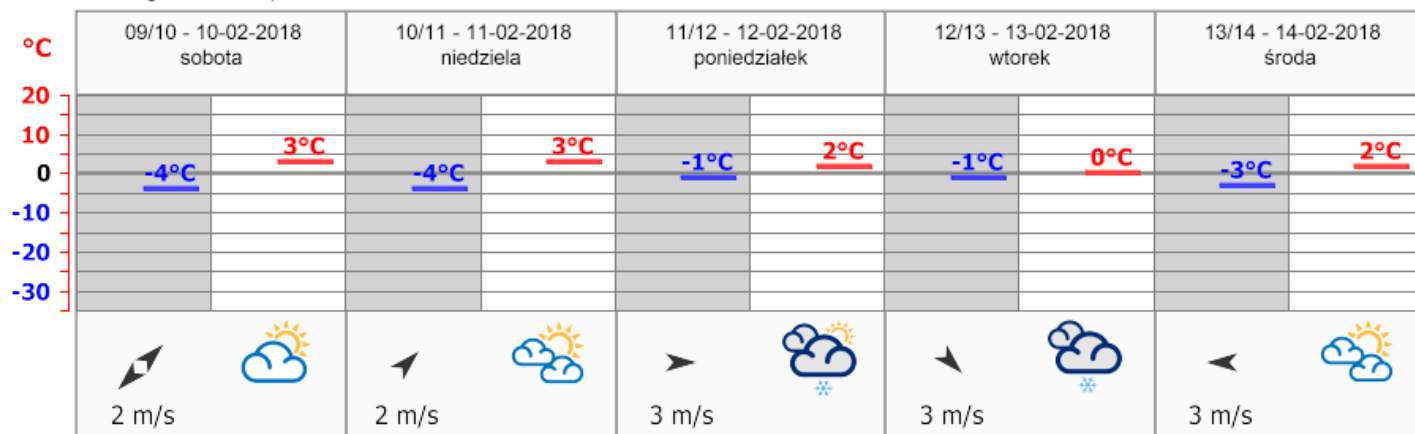 09/10 - 10-02-2018
sobota
10/11 - 11-02-2018
niedziela
11/12 - 12-02-2018
poniedziałek
12/13 - 13-02-2018
wtorek
13/14 - 14-02-2018
środa
°C
20
10
0
-10
-20
-30
-4°C
3°C
-4°C
3°C
-1°C
2°C
-1°C
0°C
-3°C
2°C
2 m/s
2 m/s
3 m/s
3 m/s
3 m/s